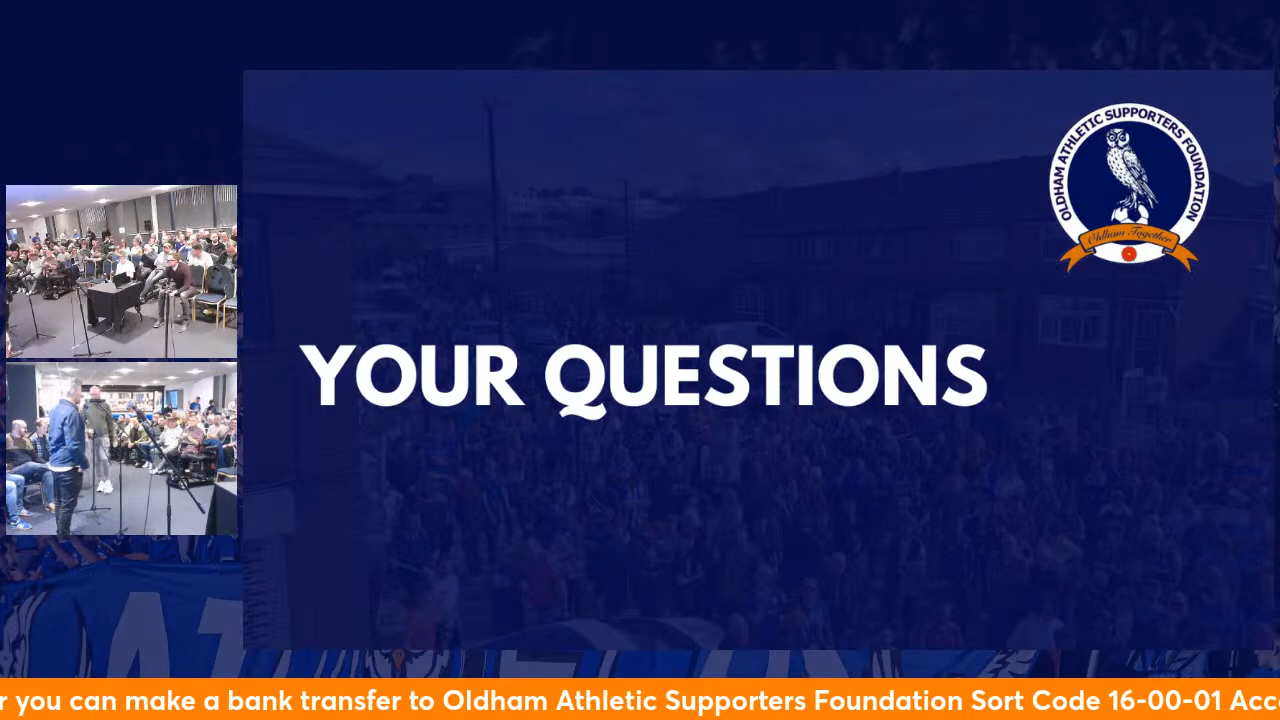 OLDHAM ATHLETIC SUPPORTERS FOUNDATION
Oldham Together
YOUR QUESTIONS
r you can make a bank transfer to Oldham Athletic Supporters Foundation Sort Code 16-00-01 Acc